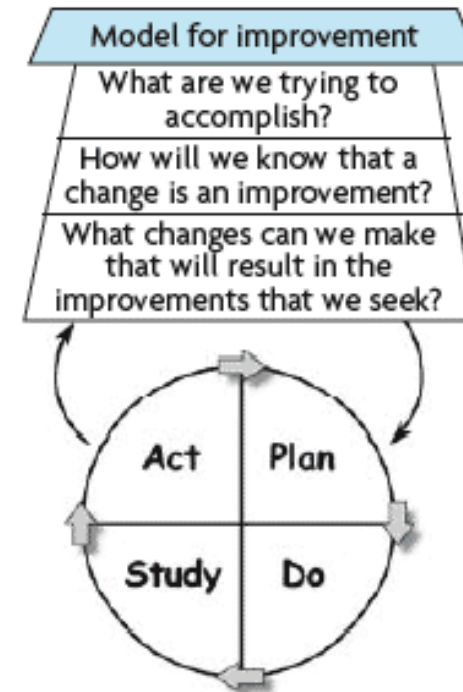 Model for improvement
What are we trying to
accomplish?
How will we know that a
change is an improvement?
What changes can we make
that will result in the
improvements that we seek?
Act Plan
Study Do